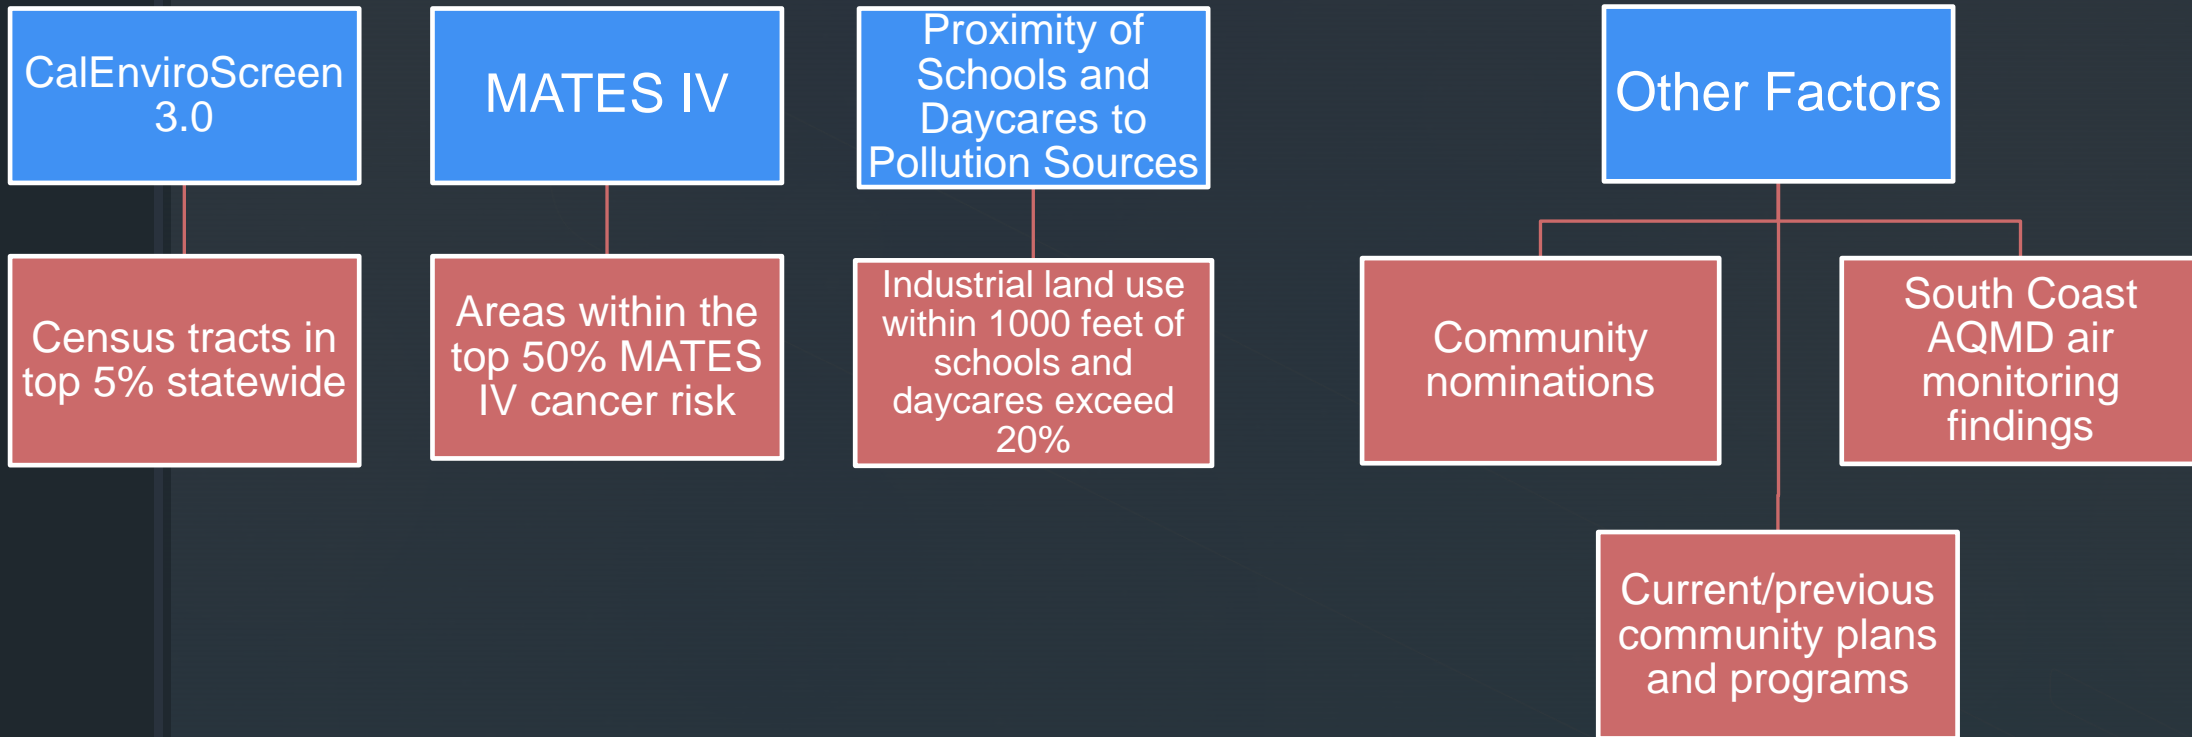 CalEnviroScreen
3.0
Census tracts in
top 5% statewide
MATES IV
Areas within the
top 50% MATES
IV cancer risk
Proximity of
Schools and
Daycares to
Pollution Sources
Industrial land use
within 1000 feet of
schools and
daycares exceed
20%
Other Factors
Community
nominations
South Coast
AQMD air
monitoring
findings
Current/previous
community plans
and programs